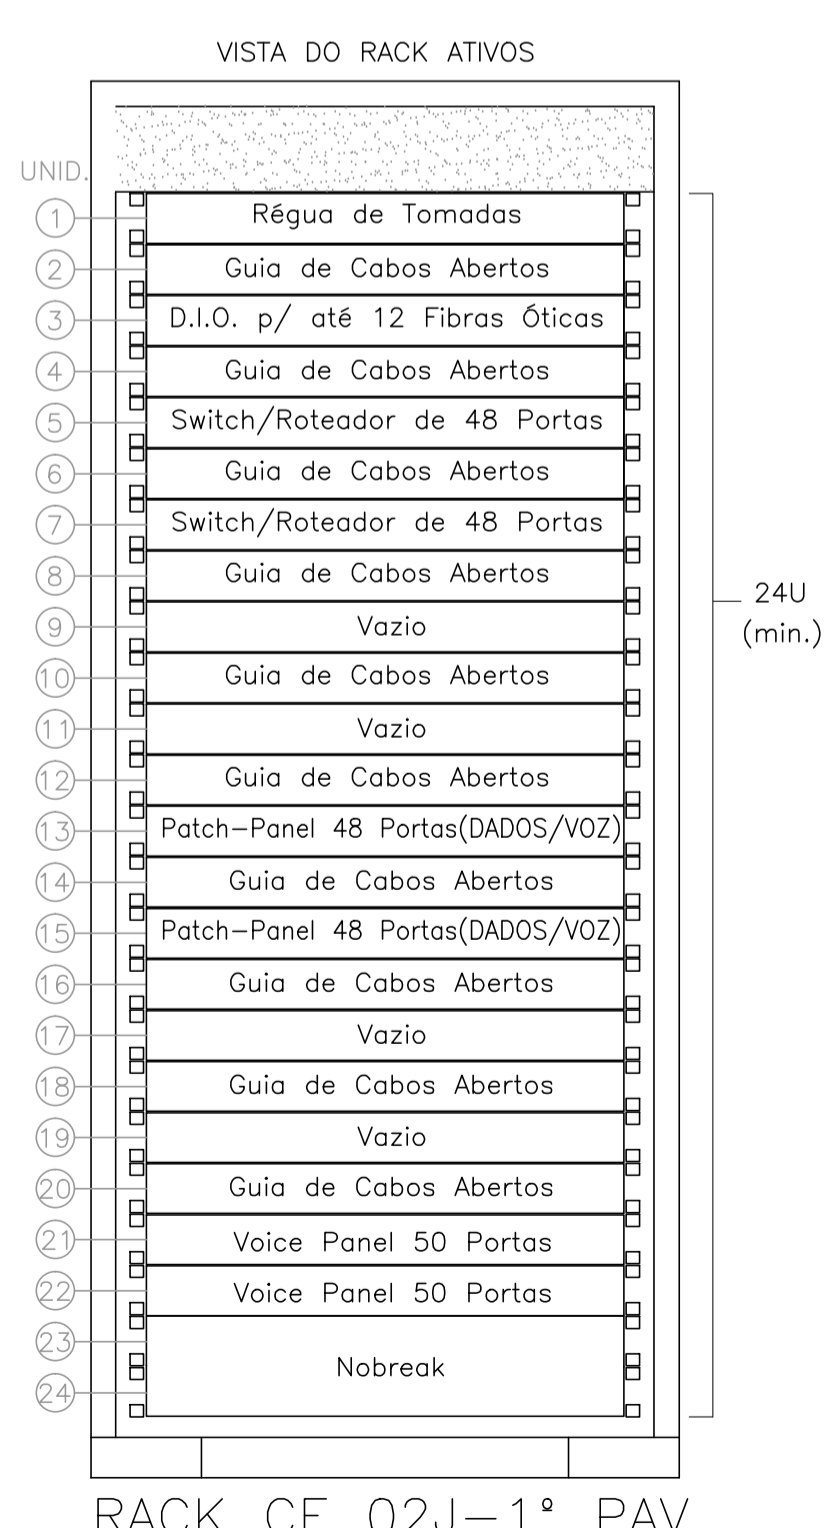 VISTA DO RACK ATIVOS
UNID.
1 Régua de Tomadas
2 Guia de Cabos Abertos
3 D.I.O. p/ até 12 Fibras Óticas
4 Guia de Cabos Abertos
5 Switch/Roteador de 48 Portas
6 Guia de Cabos Abertos
7 Switch/Roteador de 48 Portas
8 Guia de Cabos Abertos
24U
(min.)
9 Vazio
10 Guia de Cabos Abertos
11 Vazio
12 Guia de Cabos Abertos
13 Patch-Panel 48 Portas(DADOS/VOZ)
14 Guia de Cabos Abertos
15 Patch-Panel 48 Portas(DADOS/VOZ)
16 Guia de Cabos Abertos
17 Vazio
18 Guia de Cabos Abertos
19 Vazio
20 Guia de Cabos Abertos
21 Voice Panel 50 Portas
22 Voice Panel 50 Portas
23
Nobreak
24
RACK CF 02J-1º PAV